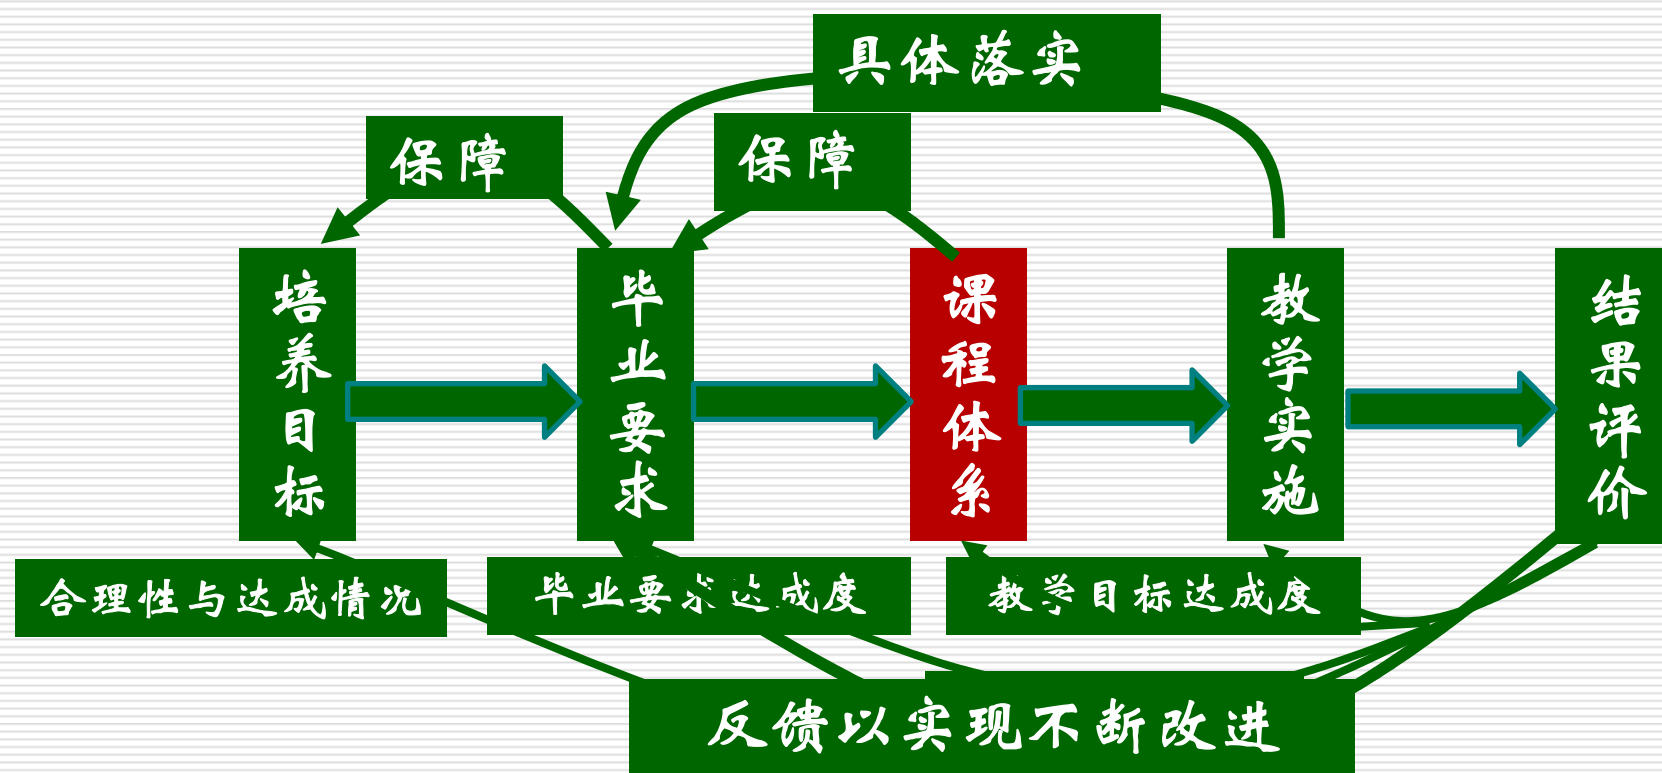 具体落实
保障
保障
培养目标
毕业要求
课程体系
教学实施
结果评价
合理性与达成情况
毕业要求达成度
教学目标达成度
反馈以实现不断改进